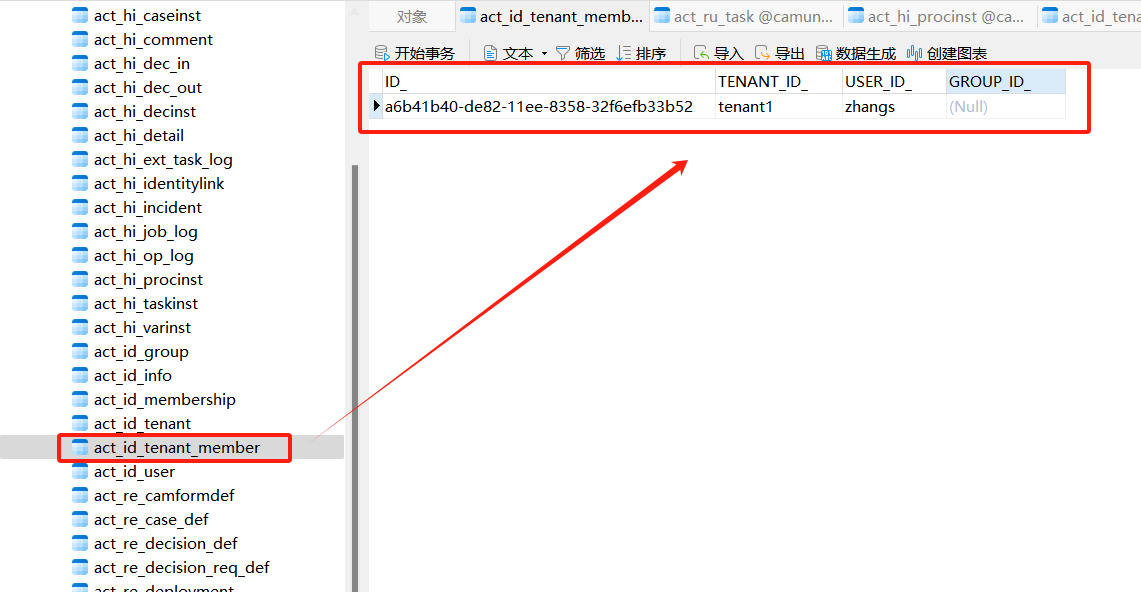 act_hi_caseinst
act_hi_comment
act_hi_dec_in
act_hi_dec_out
act_hi_decinst
act_hi_detail
act_hi_ext_task_log
act_hi_identitylink
act_hi_incident
act_hi_job_log
act_hi_op_log
act_hi_procinst
act_hi_taskinst
act_hi_varinst
act_id_group
act_id_info
act_id_membership
act_id_tenant
act_id_tenant_member
act_id_user
act_re_camformdef
act_re_case_def
act_re_decision_def
act_re_decision_req_def
act_re_deployment
对象 act_id_tenant_memb... act_ru_task @camun... act_hi_procinst @ca... act_id_tena
开始事务 文本 筛选 排序 导入 导出 数据生成 创建图表
ID_ TENANT_ID_ USER_ID_ GROUP_ID_
a6b41b40-de82-11ee-8358-32f6efb33b52 tenant1 zhangs (Null)